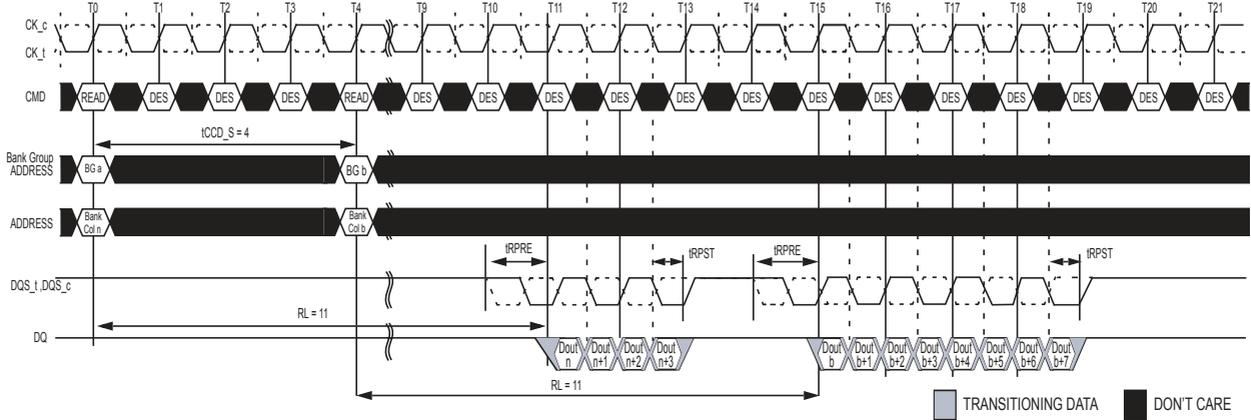 T0 T1 T2 T3 T4 T9 T10 T11 T12 T13 T14 T15 T16 T17 T18 T19 T20 T21
CK_c
CK_t
CMD READ DES DES DES READ DES DES DES DES DES DES DES DES DES DES DES DES DES
tCCD_S = 4
Bank Group
ADDRESS
BG a
BG b
ADDRESS
Bank
Col n
Bank
Col b
tRPRE tRPST tRPRE tRPST
DQS_t ,DQS_c
RL = 11
DQ
Dout
n
Dout
n+1
Dout
n+2
Dout
n+3
Dout
b
Dout
b+1
Dout
b+2
Dout
b+3
Dout
b+4
Dout
b+5
Dout
b+6
Dout
b+7
RL = 11
TRANSITIONING DATA
DON'T CARE